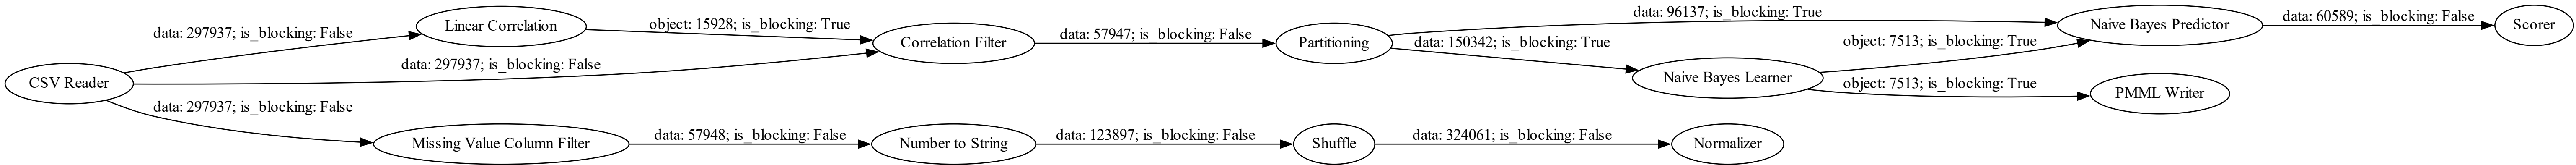 CSV Reader
data: 297937; is_blocking: False
Linear Correlation
object: 15928; is_blocking: True
data: 297937; is_blocking: False
Correlation Filter
data: 57947; is_blocking: False
Partitioning
data: 96137; is_blocking: True
data: 150342; is_blocking: True
Naive Bayes Learner
object: 7513; is_blocking: True
Naive Bayes Predictor
data: 60589; is_blocking: False
Scorer
object: 7513; is_blocking: True
PMML Writer
data: 297937; is_blocking: False
Missing Value Column Filter
data: 57948; is_blocking: False
Number to String
data: 123897; is_blocking: False
Shuffle
data: 324061; is_blocking: False
Normalizer